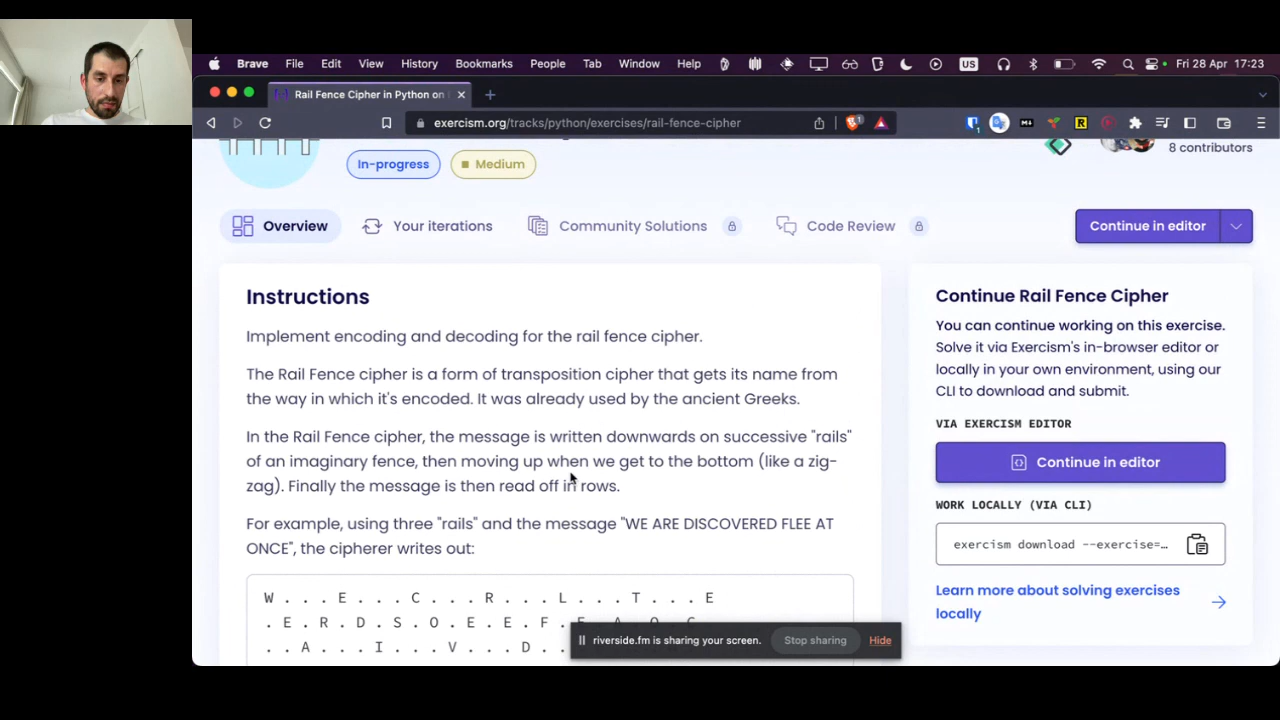 Brave File Edit View History Bookmarks People Tab Window Help US Fri 28 Apr 17:23
Rail Fence Cipher in Python on
exercism.org/tracks/python/exercises/rail-fence-cipher
In-progress Medium
8 contributors
Overview Your iterations Community Solutions Code Review Continue in editor
Instructions
Implement encoding and decoding for the rail fence cipher.
The Rail Fence cipher is a form of transposition cipher that gets its name from
the way in which it's encoded. It was already used by the ancient Greeks.
In the Rail Fence cipher, the message is written downwards on successive "rails"
of an imaginary fence, then moving up when we get to the bottom (like a zig-
zag). Finally the message is then read off in rows.
For example, using three "rails" and the message "WE ARE DISCOVERED FLEE AT
ONCE", the cipherer writes out:
W . . . E . . . C . . . R . . . L . . . T . . . E
. E . R . D . S . O . E . E . F . E . A . O . C .
. . A . . . I . . . V . . . D . .
Continue Rail Fence Cipher
You can continue working on this exercise.
Solve it via Exercism's in-browser editor or
locally in your own environment, using our
CLI to download and submit.
VIA EXERCISM EDITOR
Continue in editor
WORK LOCALLY (VIA CLI)
exercism download --exercise=…
Learn more about solving exercises
locally
riverside.fm is sharing your screen. Stop sharing Hide